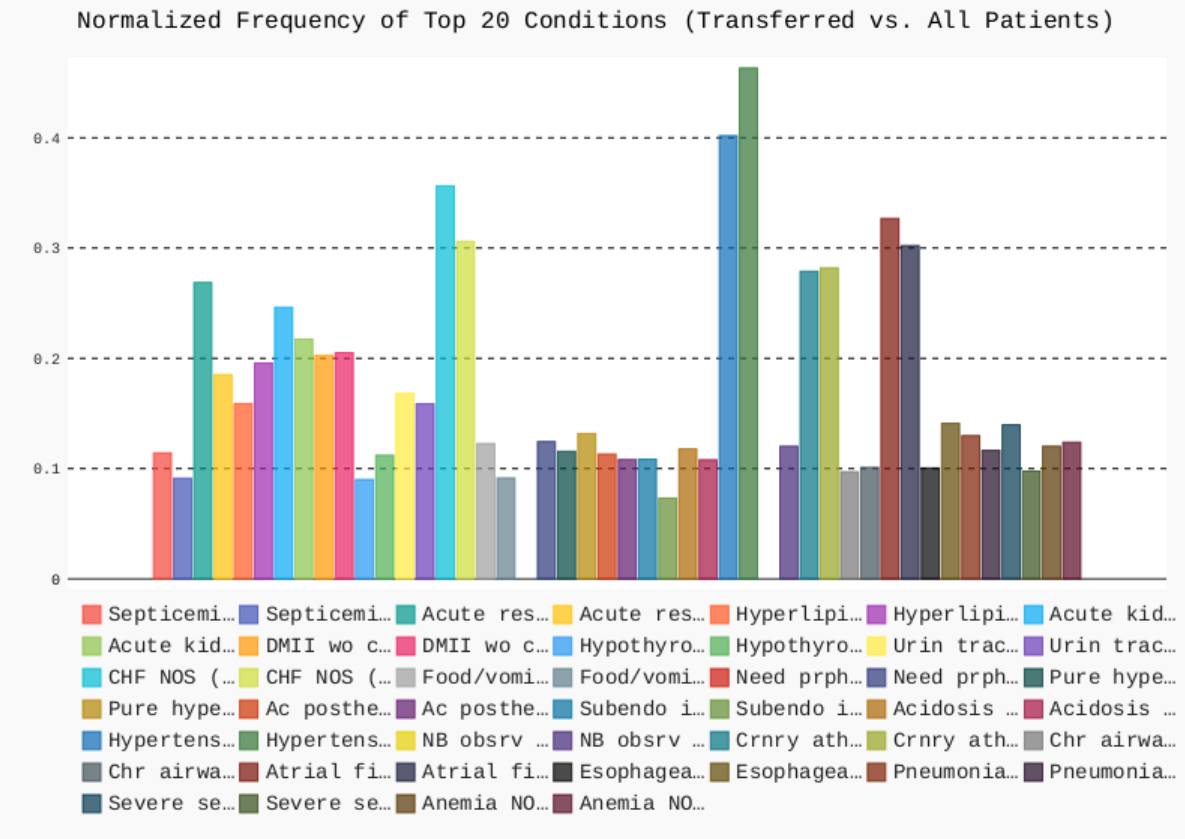 Normalized Frequency of Top 20 Conditions (Transferred vs. All Patients)
0.4
0.3
0.2
0.1
0
Septicemi… Septicemi… Acute res… Acute res… Hyperlipi… Hyperlipi… Acute kid…
Acute kid… DMII wo c… DMII wo c… Hypothyro… Hypothyro… Urin trac… Urin trac…
CHF NOS (… CHF NOS (… Food/vomi… Food/vomi… Need prph… Need prph… Pure hype…
Pure hype… Ac posthe… Ac posthe… Subendo i… Subendo i… Acidosis … Acidosis …
Hypertens… Hypertens… NB obsrv … NB obsrv … Crnry ath… Crnry ath… Chr airwa…
Chr airwa… Atrial fi… Atrial fi… Esophagea… Esophagea… Pneumonia… Pneumonia…
Severe se… Severe se… Anemia NO… Anemia NO…